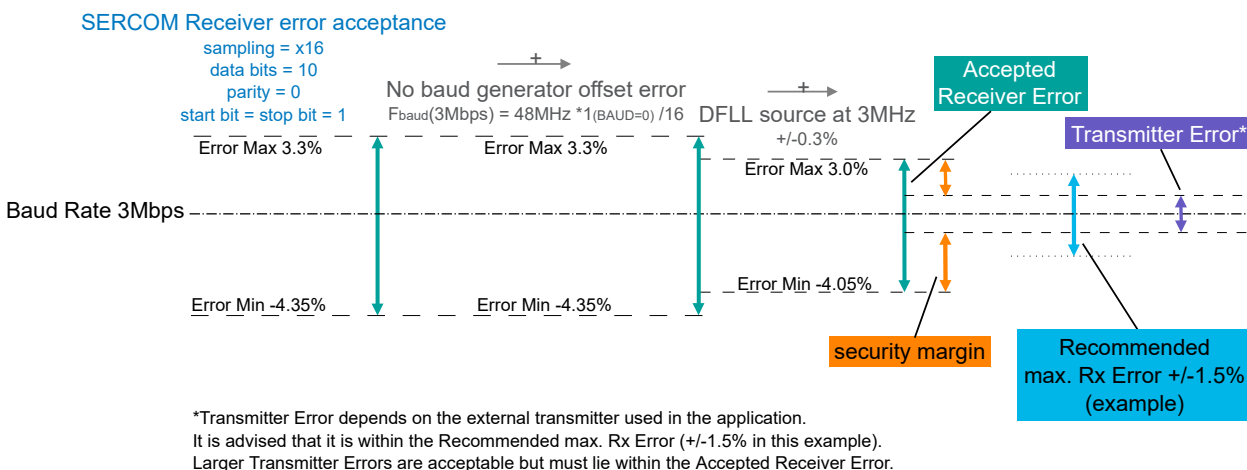 SERCOM Receiver error acceptance
sampling = x16
data bits = 10
parity = 0
start bit = stop bit = 1
+
No baud generator offset error
Fbaud(3Mbps) = 48MHz *1(BAUD=0) /16
+
DFLL source at 3MHz
+/-0.3%
Accepted
Receiver Error
Transmitter Error*
Error Max 3.3%
Error Max 3.3%
Error Max 3.0%
Baud Rate 3Mbps
Error Min -4.35%
Error Min -4.35%
Error Min -4.05%
security margin
Recommended
max. Rx Error +/-1.5%
(example)
*Transmitter Error depends on the external transmitter used in the application.
It is advised that it is within the Recommended max. Rx Error (+/-1.5% in this example).
Larger Transmitter Errors are acceptable but must lie within the Accepted Receiver Error.